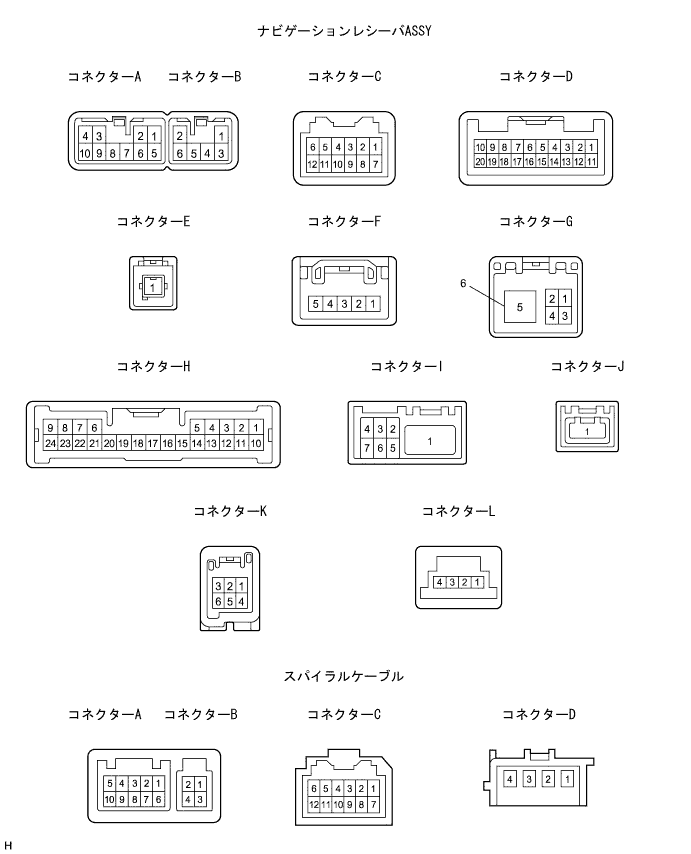 ナビゲーションレシーバASSY
コネクターA コネクターB コネクターC コネクターD
4 3 2 1
10 9 8 7 6 5
2 1
6 5 4 3
6 5 4 3 2 1
12 11 10 9 8 7
10 9 8 7 6 5 4 3 2 1
20 19 18 17 16 15 14 13 12 11
コネクターE コネクターF コネクターG
1
5 4 3 2 1
6
5
2 1
4 3
コネクターH コネクターI コネクターJ
9 8 7 6 5 4 3 2 1
24 23 22 21 20 19 18 17 16 15 14 13 12 11 10
4 3 2
7 6 5
1
1
コネクターK コネクターL
3 2 1
6 5 4
4 3 2 1
スパイラルケーブル
コネクターA コネクターB コネクターC コネクターD
5 4 3 2 1
10 9 8 7 6
2 1
4 3
6 5 4 3 2 1
12 11 10 9 8 7
4 3 2 1
H